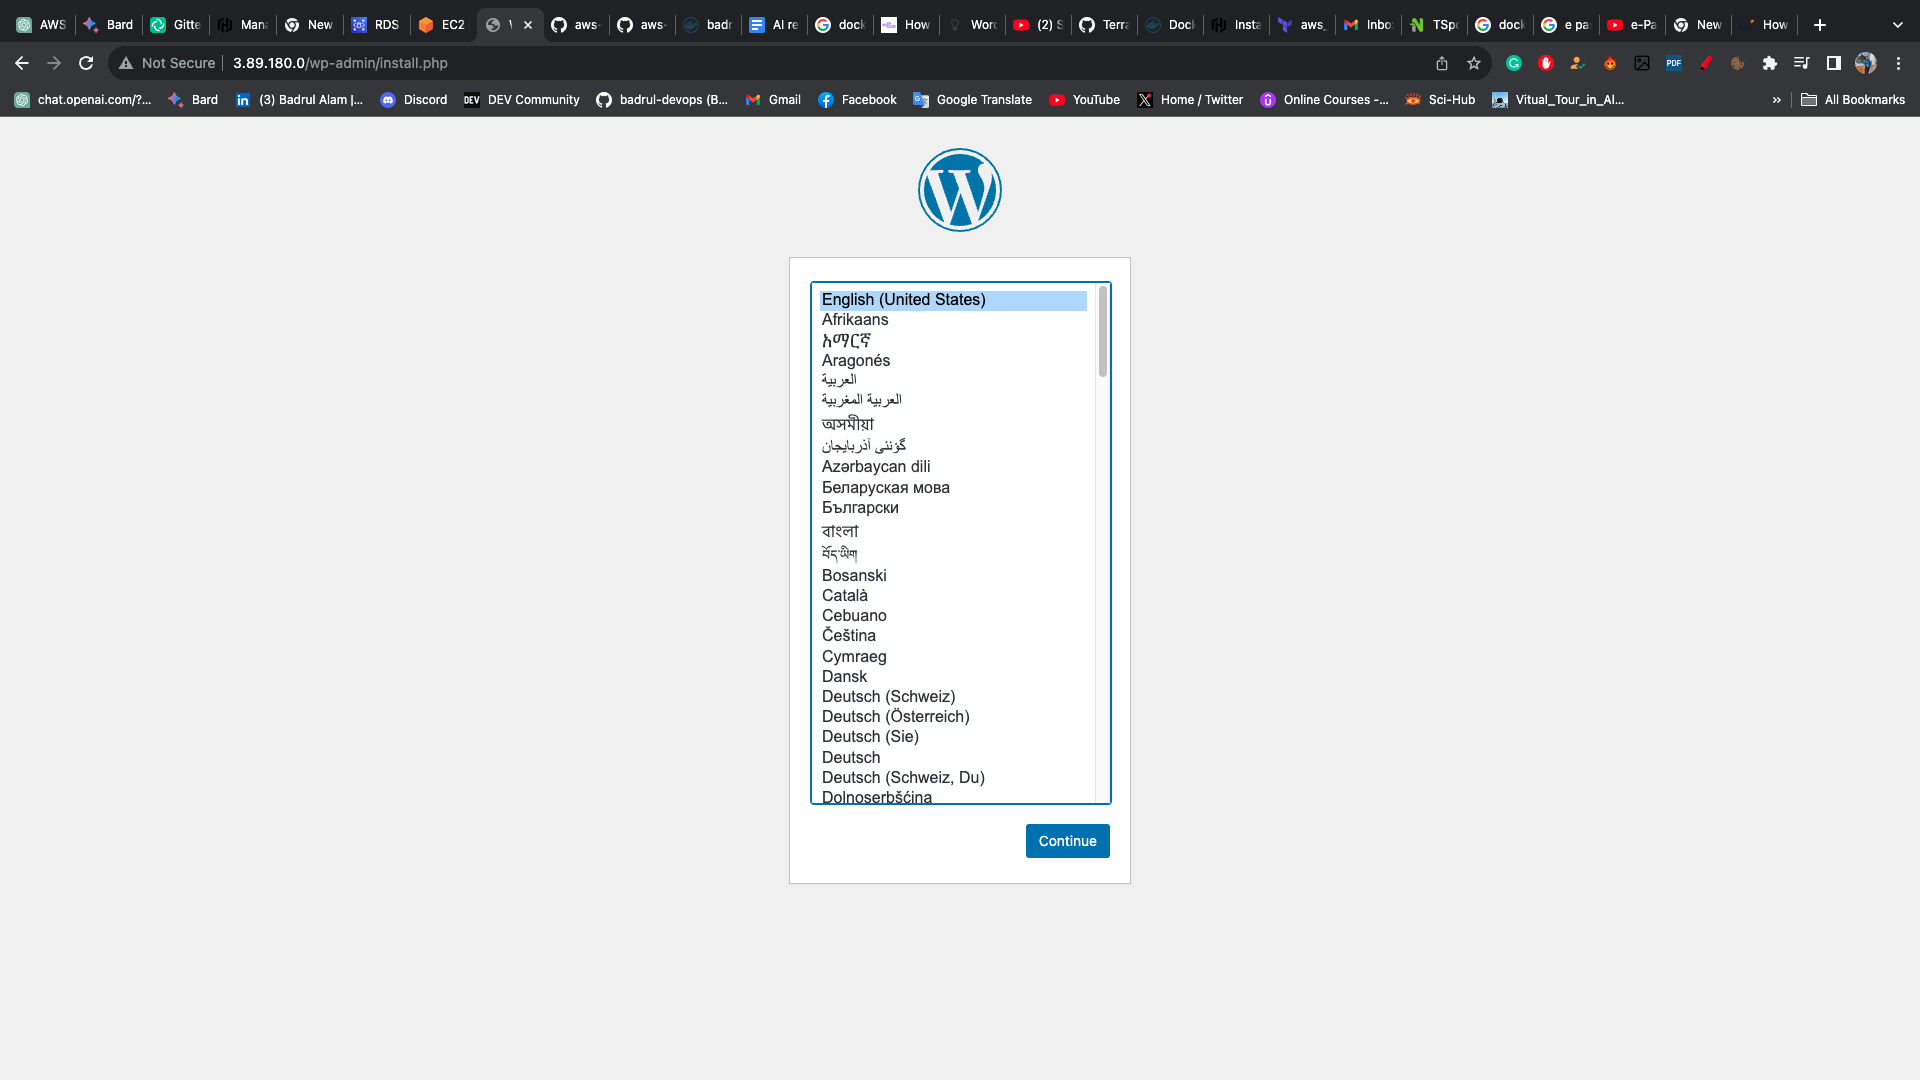 AWS
Bard
Gitte
Mana
New
RDS
EC2
W
aws-
aws-
badr
AI re
dock
How
Word
(2) S
Terra
Dock
Insta
aws_
Inbo
TSpo
dock
e pa
e-Pa
New
How
Not Secure
3.89.180.0/wp-admin/install.php
PDF
chat.openai.com/?...
Bard
(3) Badrul Alam |...
Discord
DEV
DEV Community
badrul-devops (B...
Gmail
Facebook
Google Translate
YouTube
Home / Twitter
Online Courses -...
Sci-Hub
Vitual_Tour_in_Al...
»
All Bookmarks
English (United States)
Afrikaans
አማርኛ
Aragonés
العربية
العربية المغربية
অসমীয়া
گؤنئی آذربایجان
Azərbaycan dili
Беларуская мова
Български
বাংলা
བོད་ཡིག
Bosanski
Català
Cebuano
Čeština
Cymraeg
Dansk
Deutsch (Schweiz)
Deutsch (Österreich)
Deutsch (Sie)
Deutsch
Deutsch (Schweiz, Du)
Dolnoserbšćina
Continue